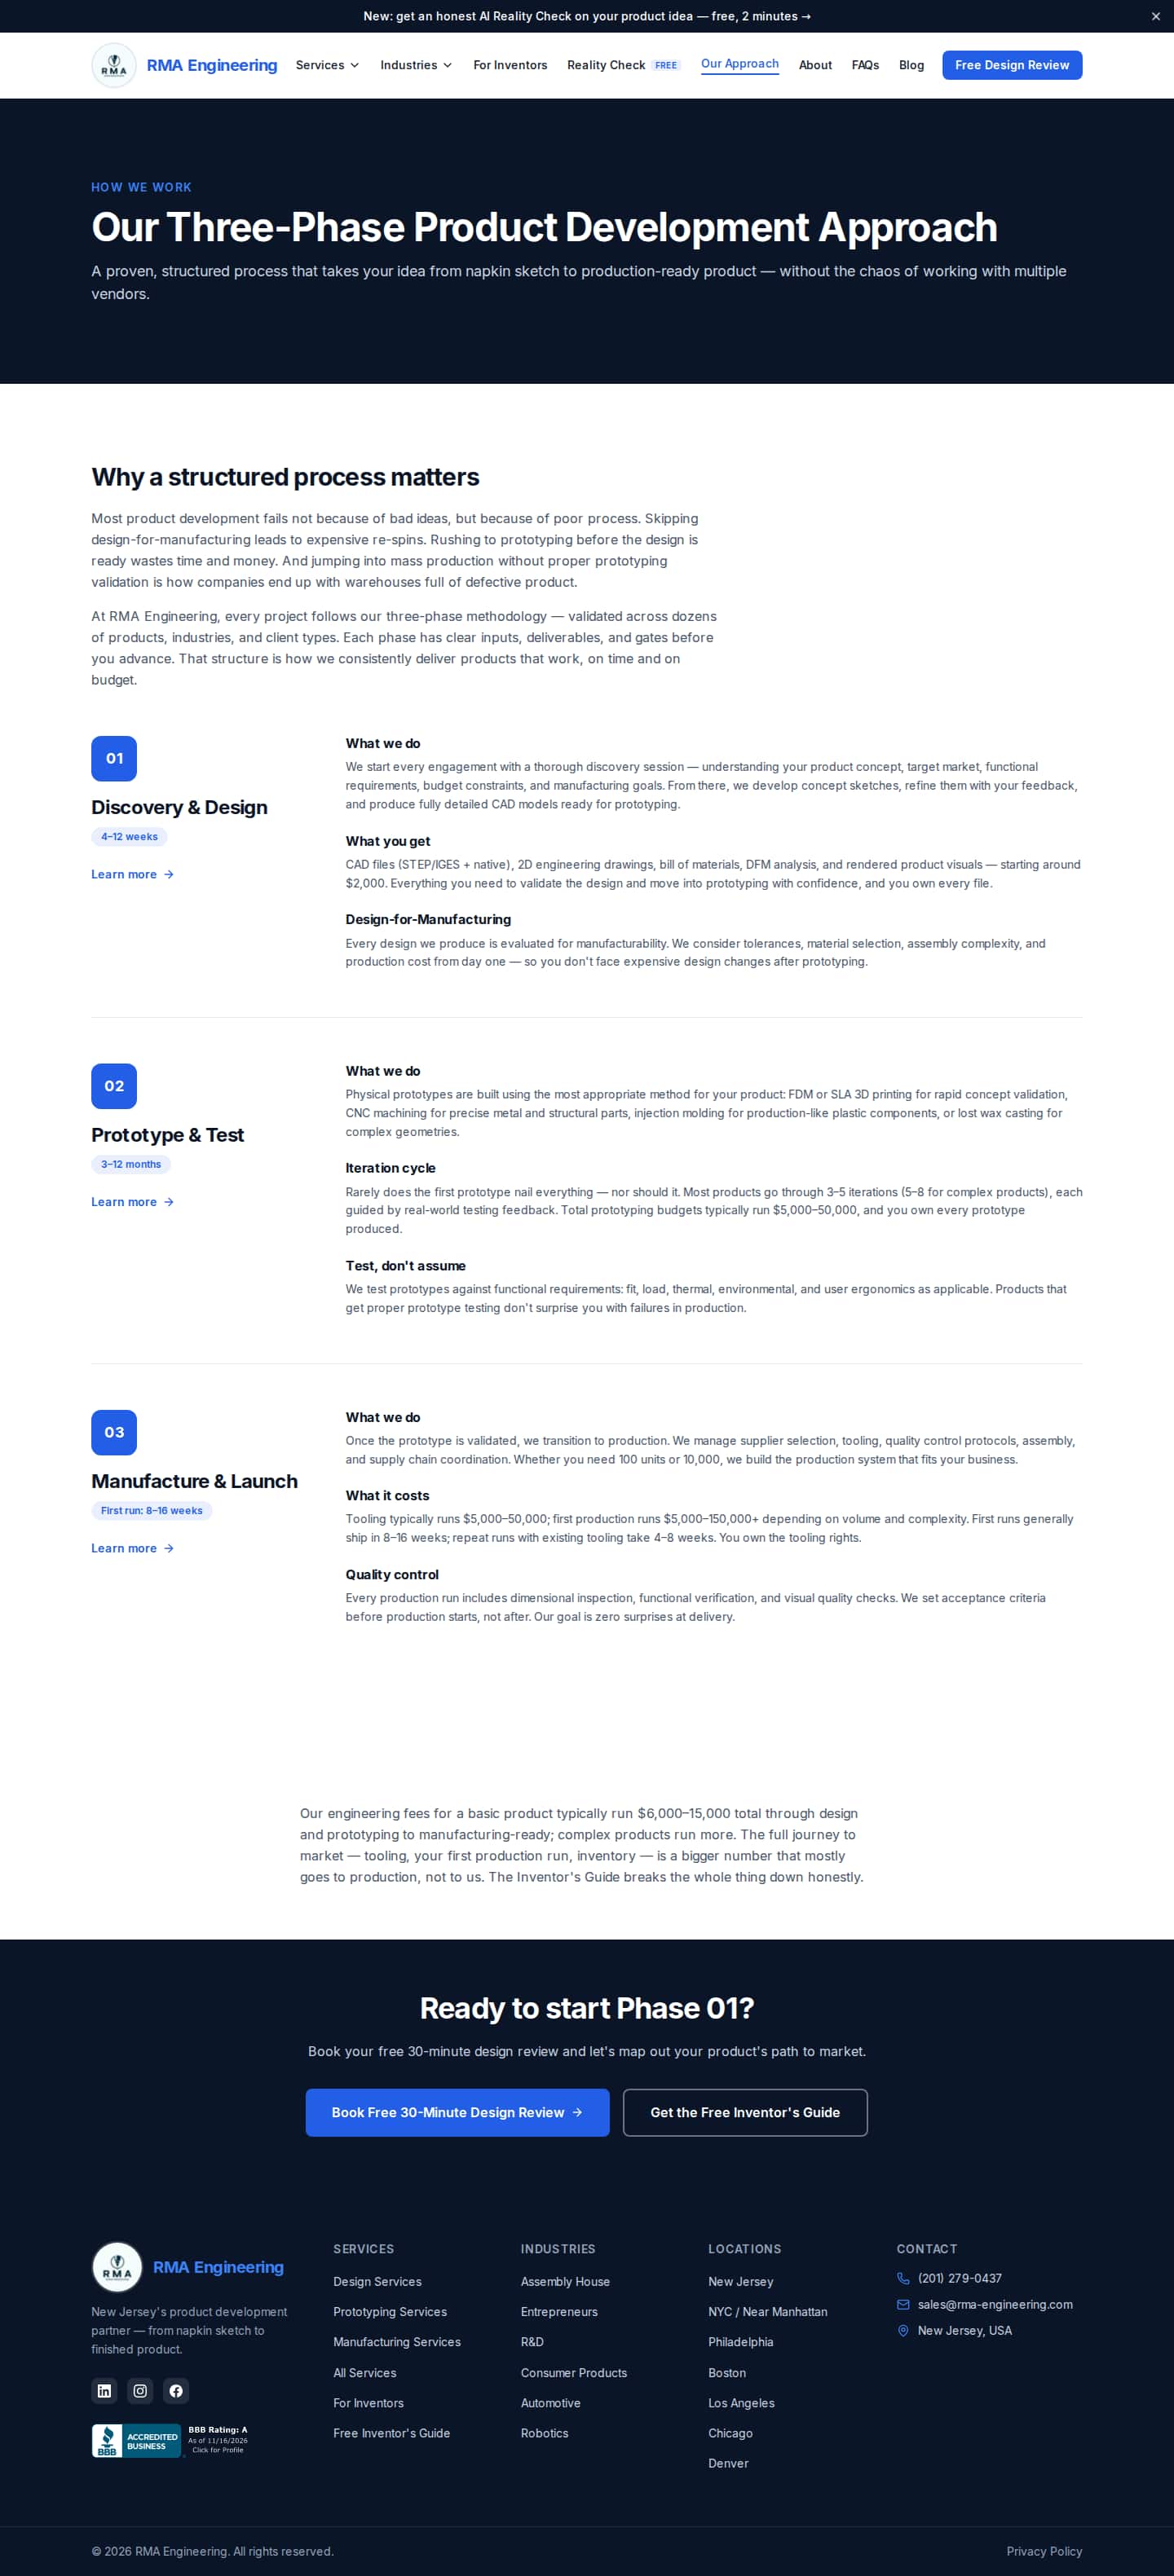 New: get an honest AI Reality Check on your product idea — free, 2 minutes →
✕
RMA
RMA Engineering
Services
Industries
For Inventors
Reality Check FREE
Our Approach
About
FAQs
Blog
Free Design Review
HOW WE WORK
Our Three-Phase Product Development Approach
A proven, structured process that takes your idea from napkin sketch to production-ready product — without the chaos of working with multiple
vendors.
Why a structured process matters
Most product development fails not because of bad ideas, but because of poor process. Skipping
design-for-manufacturing leads to expensive re-spins. Rushing to prototyping before the design is
ready wastes time and money. And jumping into mass production without proper prototyping
validation is how companies end up with warehouses full of defective product.
At RMA Engineering, every project follows our three-phase methodology — validated across dozens
of products, industries, and client types. Each phase has clear inputs, deliverables, and gates before
you advance. That structure is how we consistently deliver products that work, on time and on
budget.
01
Discovery & Design
4–12 weeks
Learn more →
What we do
We start every engagement with a thorough discovery session — understanding your product concept, target market, functional
requirements, budget constraints, and manufacturing goals. From there, we develop concept sketches, refine them with your feedback,
and produce fully detailed CAD models ready for prototyping.
What you get
CAD files (STEP/IGES + native), 2D engineering drawings, bill of materials, DFM analysis, and rendered product visuals — starting around
$2,000. Everything you need to validate the design and move into prototyping with confidence, and you own every file.
Design-for-Manufacturing
Every design we produce is evaluated for manufacturability. We consider tolerances, material selection, assembly complexity, and
production cost from day one — so you don't face expensive design changes after prototyping.
02
Prototype & Test
3–12 months
Learn more →
What we do
Physical prototypes are built using the most appropriate method for your product: FDM or SLA 3D printing for rapid concept validation,
CNC machining for precise metal and structural parts, injection molding for production-like plastic components, or lost wax casting for
complex geometries.
Iteration cycle
Rarely does the first prototype nail everything — nor should it. Most products go through 3–5 iterations (5–8 for complex products), each
guided by real-world testing feedback. Total prototyping budgets typically run $5,000–50,000, and you own every prototype
produced.
Test, don't assume
We test prototypes against functional requirements: fit, load, thermal, environmental, and user ergonomics as applicable. Products that
get proper prototype testing don't surprise you with failures in production.
03
Manufacture & Launch
First run: 8–16 weeks
Learn more →
What we do
Once the prototype is validated, we transition to production. We manage supplier selection, tooling, quality control protocols, assembly,
and supply chain coordination. Whether you need 100 units or 10,000, we build the production system that fits your business.
What it costs
Tooling typically runs $5,000–50,000; first production runs $5,000–150,000+ depending on volume and complexity. First runs generally
ship in 8–16 weeks; repeat runs with existing tooling take 4–8 weeks. You own the tooling rights.
Quality control
Every production run includes dimensional inspection, functional verification, and visual quality checks. We set acceptance criteria
before production starts, not after. Our goal is zero surprises at delivery.
Our engineering fees for a basic product typically run $6,000–15,000 total through design
and prototyping to manufacturing-ready; complex products run more. The full journey to
market — tooling, your first production run, inventory — is a bigger number that mostly
goes to production, not to us. The Inventor's Guide breaks the whole thing down honestly.
Ready to start Phase 01?
Book your free 30-minute design review and let's map out your product's path to market.
Book Free 30-Minute Design Review →
Get the Free Inventor's Guide
RMA
RMA Engineering
New Jersey's product development
partner — from napkin sketch to
finished product.
BBB
ACCREDITED
BUSINESS
BBB Rating: A
As of 11/16/2026
Click for Profile
SERVICES
Design Services
Prototyping Services
Manufacturing Services
All Services
For Inventors
Free Inventor's Guide
INDUSTRIES
Assembly House
Entrepreneurs
R&D
Consumer Products
Automotive
Robotics
LOCATIONS
New Jersey
NYC / Near Manhattan
Philadelphia
Boston
Los Angeles
Chicago
Denver
CONTACT
(201) 279-0437
sales@rma-engineering.com
New Jersey, USA
© 2026 RMA Engineering. All rights reserved.
Privacy Policy